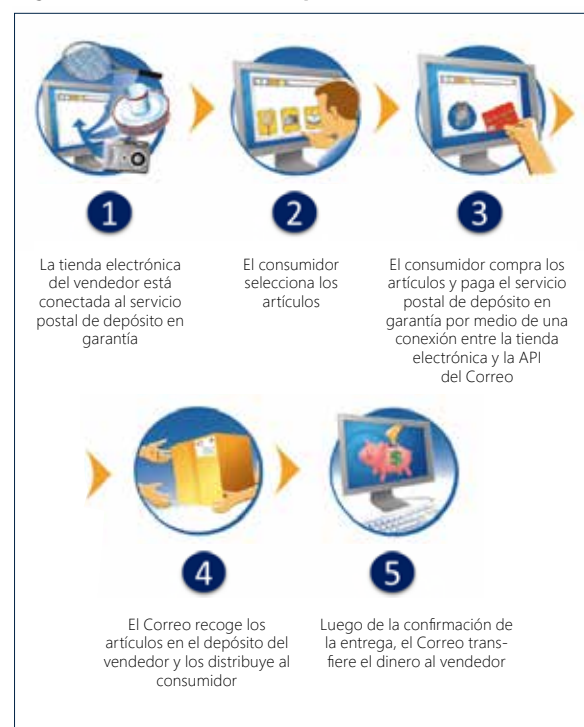 1
La tienda electrónica
del vendedor está
conectada al servicio
postal de depósito en
garantía
2
El consumidor
selecciona los
artículos
3
El consumidor compra los
artículos y paga el servicio
postal de depósito en
garantía por medio de una
conexión entre la tienda
electrónica y la API
del Correo
4
El Correo recoge los
artículos en el depósito del
vendedor y los distribuye al
consumidor
$
5
Luego de la confirmación de
la entrega, el Correo trans-
fiere el dinero al vendedor